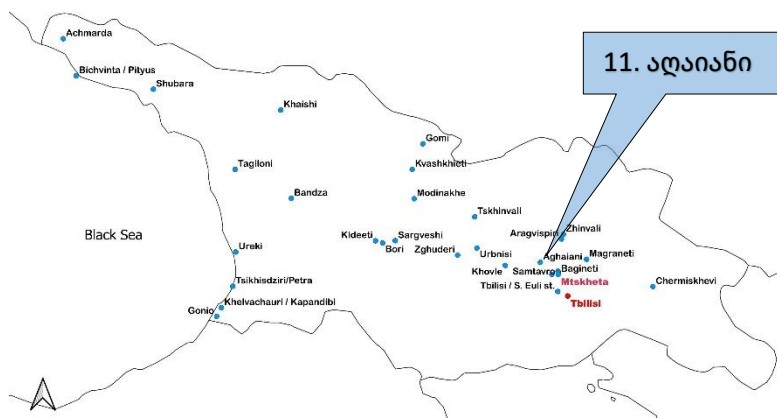 Achmarda
11. აღაიანი
Bichvinta / Pityus
Shubara
Khaishi
Gomi
Kvashkhieti
Tagiloni
Bandza
Modinakhe
Tskhinvali
Zhinvali
Aragvispiri
Black Sea
Kldeeti
Sargveshi
Bori
Ureki
Zghuderi
Urbnisi
Aghaiani
Magraneti
Khovle
Samtavro
Bagineti
Mtskheta
Tsikhisdziri/Petra
Tbilisi / S. Euli st.
Chermiskhevi
Tbilisi
Khelvachauri / Kapandibi
Gonio